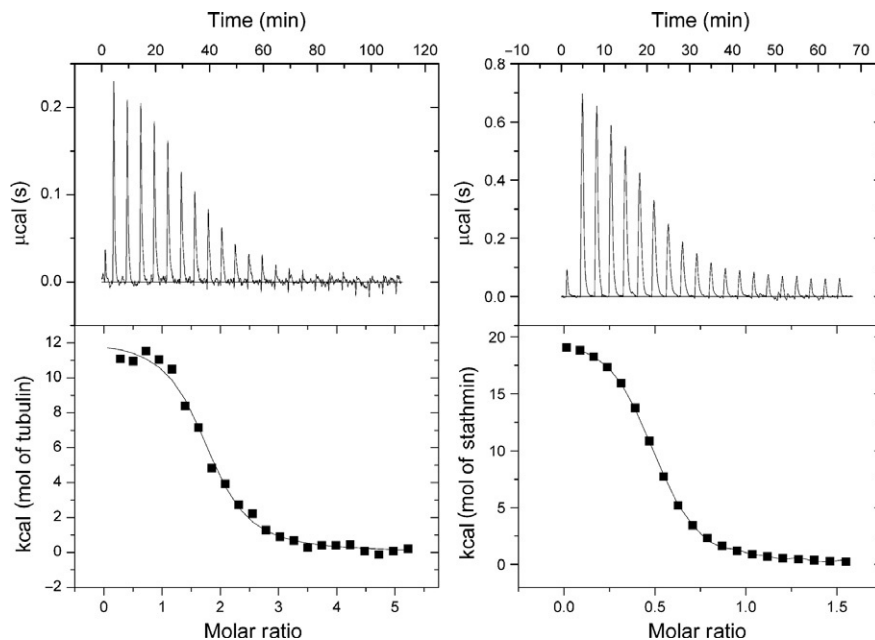 Time (min)
0 20 40 60 80 100 120
µcal (s)
0.2
0.1
0.0
kcal (mol of tubulin)
12
10
8
6
4
2
0
−2
0 1 2 3 4 5
Molar ratio
Time (min)
−10 0 10 20 30 40 50 60 70
µcal (s)
0.8
0.6
0.4
0.2
0.0
kcal (mol of stathmin)
20
15
10
5
0
0.0 0.5 1.0 1.5
Molar ratio